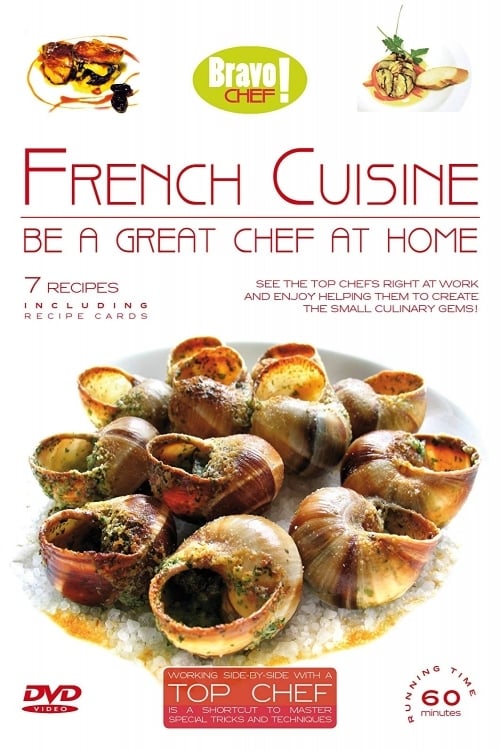 Bravo!
CHEF
FRENCH CUISINE
BE A GREAT CHEF AT HOME
7 RECIPES
INCLUDING
RECIPE CARDS
SEE THE TOP CHEFS RIGHT AT WORK
AND ENJOY HELPING THEM TO CREATE
THE SMALL CULINARY GEMS!
WORKING SIDE-BY-SIDE WITH A
TOP CHEF
IS A SHORTCUT TO MASTER
SPECIAL TRICKS AND TECHNIQUES
DVD
VIDEO
RUNNING TIME
60
minutes